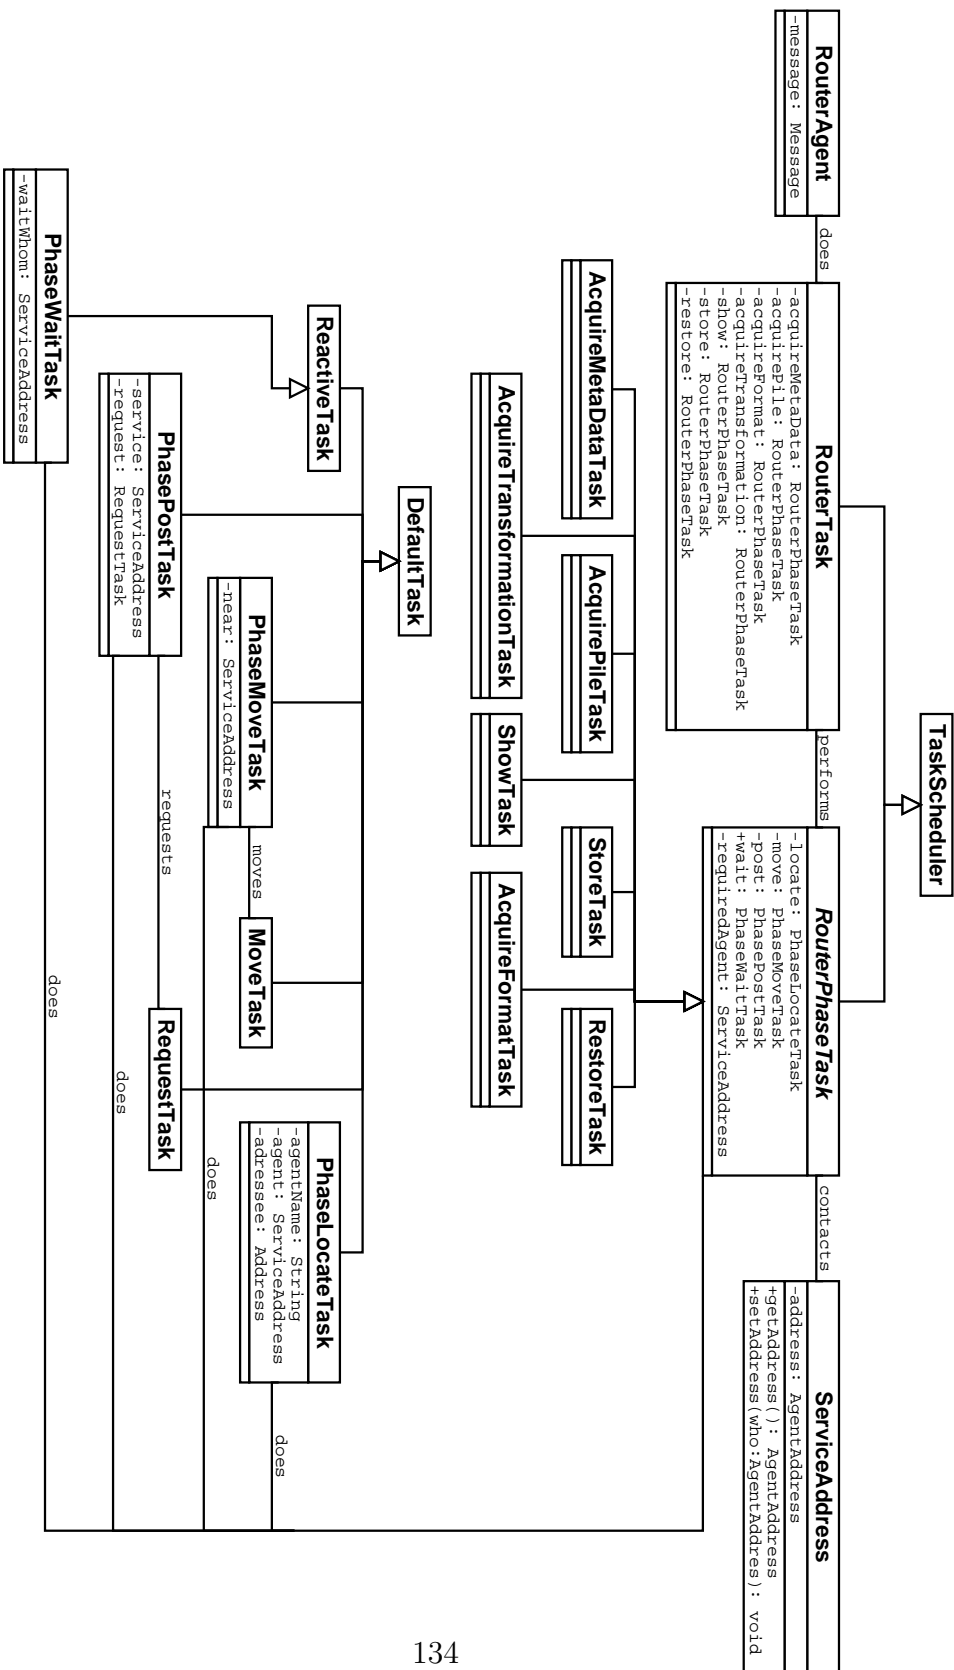 TaskScheduler
RouterAgent
-message: Message
does
RouterTask
-acquireMetaData: RouterPhaseTask
-acquirePile: RouterPhaseTask
-acquireFormat: RouterPhaseTask
-acquireTransformation: RouterPhaseTask
-show: RouterPhaseTask
-store: RouterPhaseTask
-restore: RouterPhaseTask
performs
RouterPhaseTask
-locate: PhaseLocateTask
-move: PhaseMoveTask
-post: PhasePostTask
+wait: PhaseWaitTask
-requiredAgent: ServiceAddress
contacts
ServiceAddress
-address: AgentAddress
+getAddress(): AgentAddress
+setAddress(who:AgentAddres): void
AcquireMetaDataTask
AcquirePileTask
StoreTask
RestoreTask
AcquireTransformationTask
ShowTask
AcquireFormatTask
DefaultTask
ReactiveTask
PhaseLocateTask
-agentName: String
-agent: ServiceAddress
-adressee: Address
does
PhaseMoveTask
-near: ServiceAddress
moves
MoveTask
does
PhasePostTask
-service: ServiceAddress
-request: RequestTask
requests
RequestTask
does
PhaseWaitTask
-waitWhom: ServiceAddress
does
134